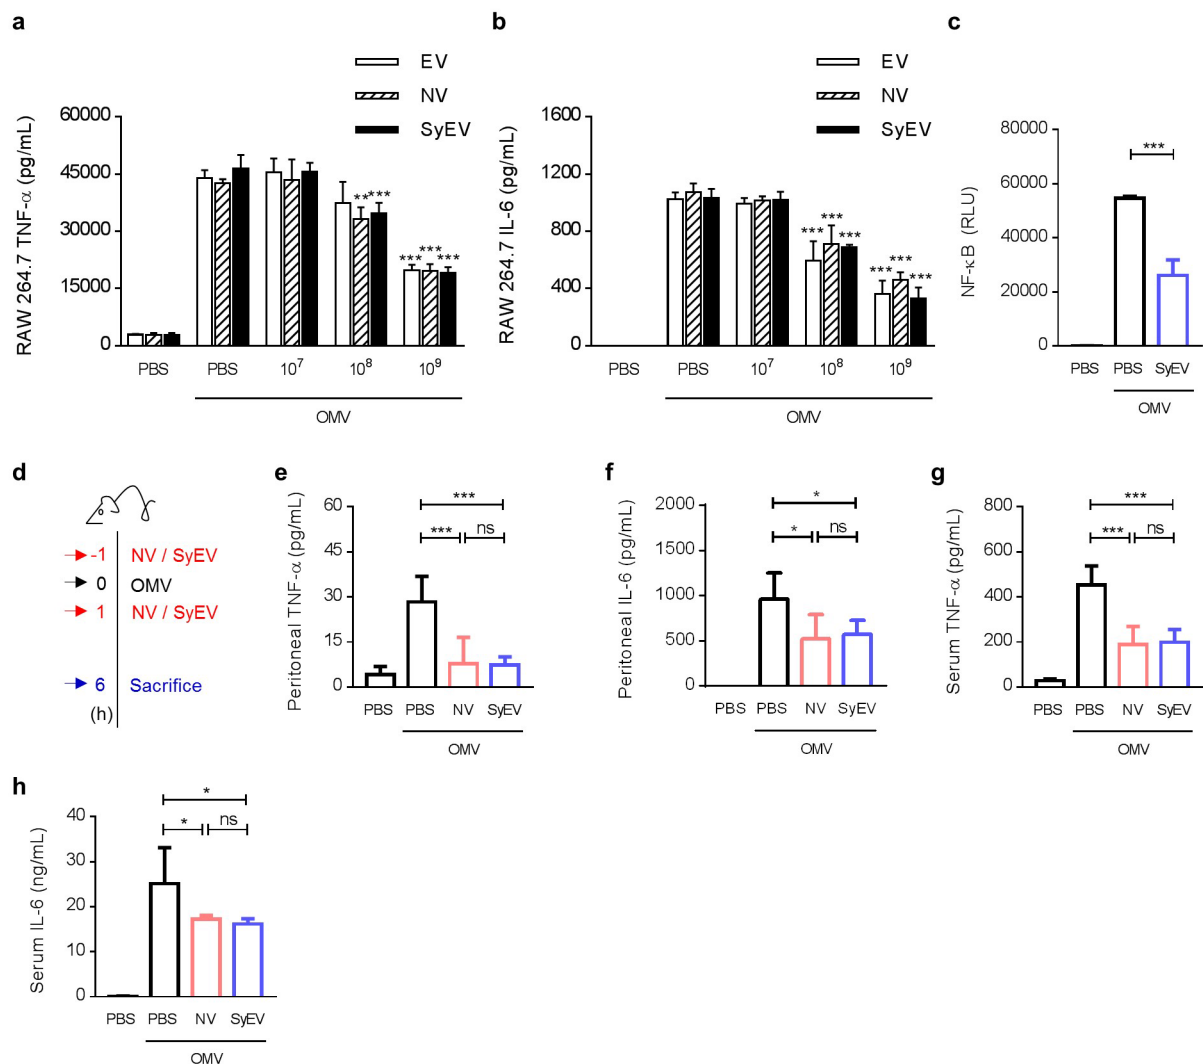 a
EV
NV
SyEV
RAW 264.7 TNF-α (pg/mL)
60000
45000
30000
15000
0
** ***
*** *** ***
PBS PBS 10⁷ 10⁸ 10⁹
OMV
b
EV
NV
SyEV
RAW 264.7 IL-6 (pg/mL)
1600
1200
800
400
0
*** *** ***
*** *** ***
PBS PBS 10⁷ 10⁸ 10⁹
OMV
c
NF-κB (RLU)
80000
60000
40000
20000
0
***
PBS PBS SyEV
OMV
d
-1 NV / SyEV
0 OMV
1 NV / SyEV
6 Sacrifice
(h)
e
Peritoneal TNF-α (pg/mL)
60
45
30
15
0
***
*** ns
PBS PBS NV SyEV
OMV
f
Peritoneal IL-6 (pg/mL)
2000
1500
1000
500
0
*
* ns
PBS PBS NV SyEV
OMV
g
Serum TNF-α (pg/mL)
800
600
400
200
0
***
*** ns
PBS PBS NV SyEV
OMV
h
Serum IL-6 (ng/mL)
40
30
20
10
0
*
* ns
PBS PBS NV SyEV
OMV